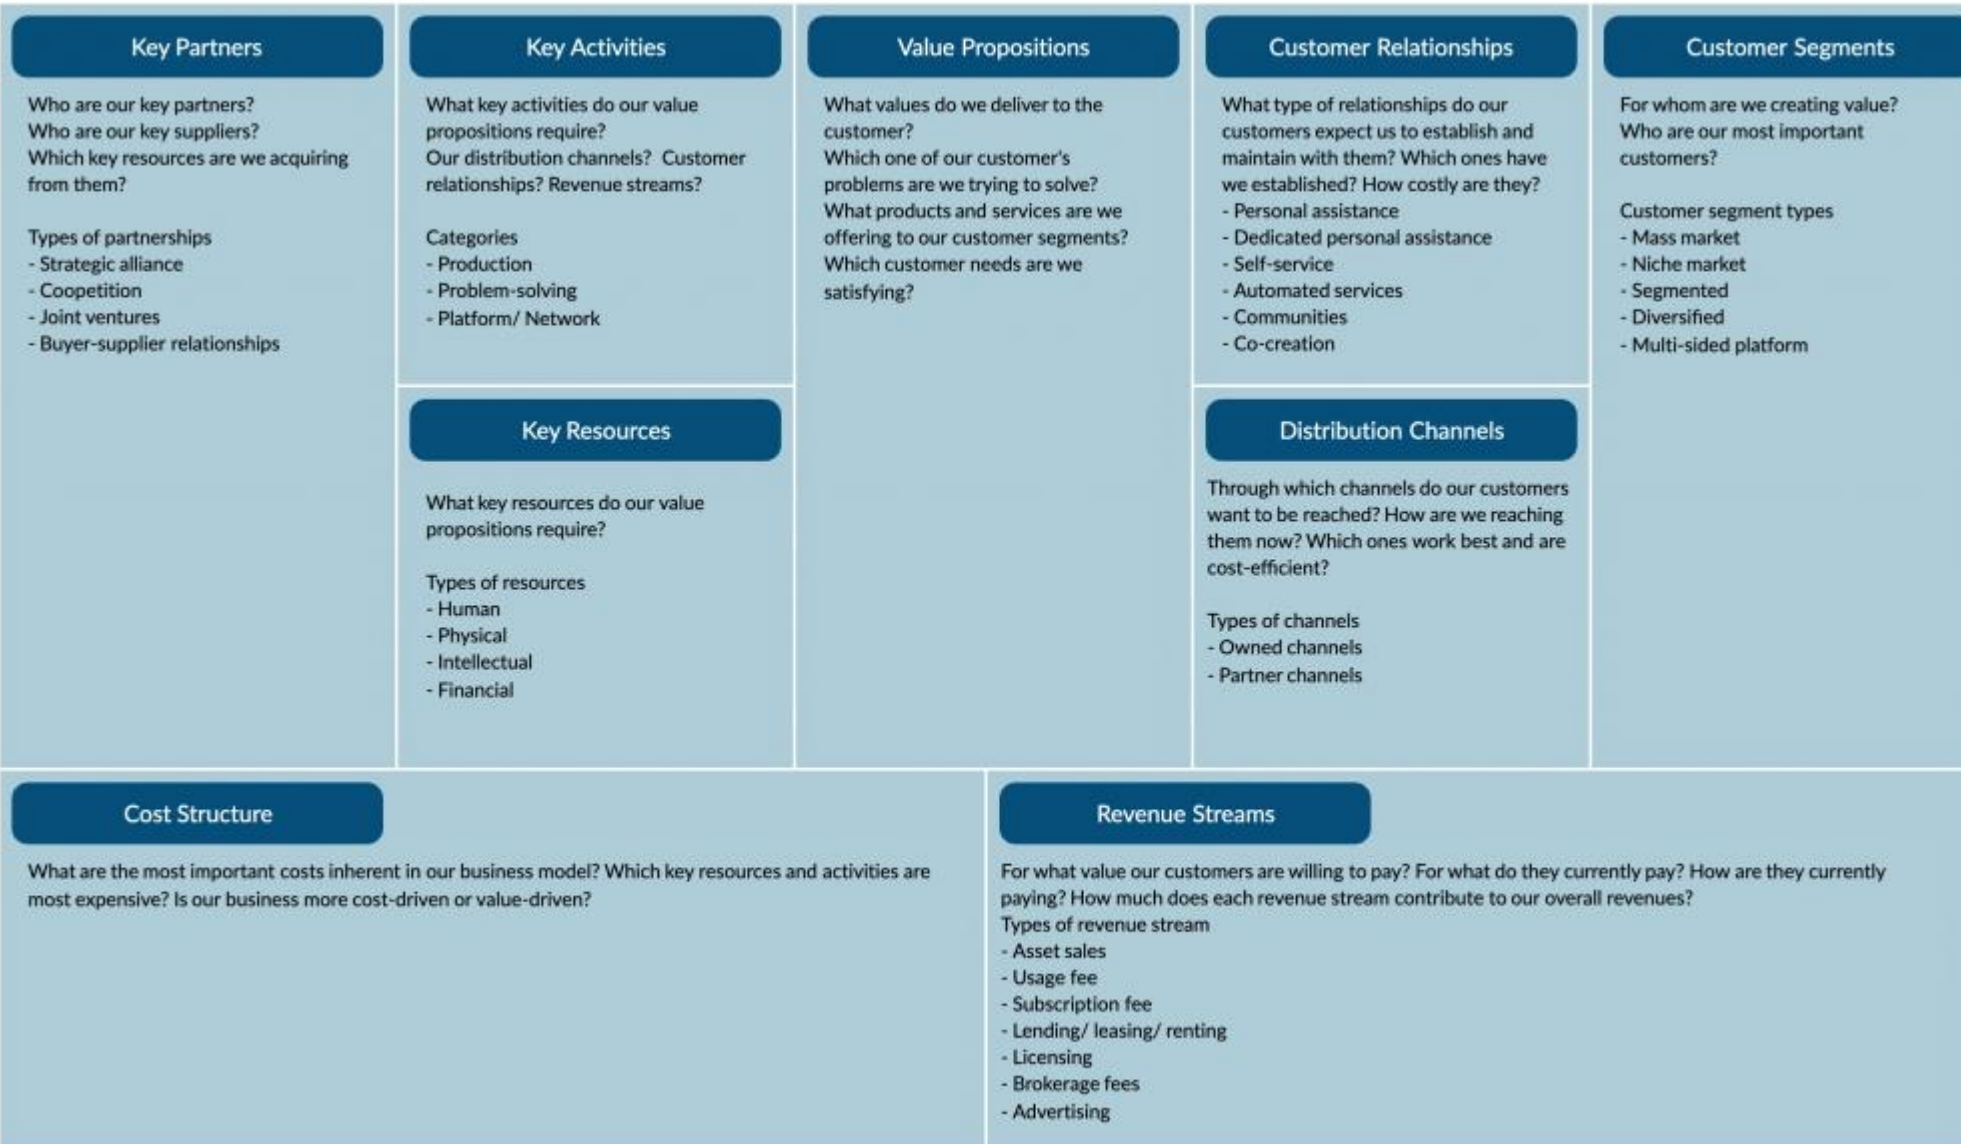 Key Partners
Who are our key partners?
Who are our key suppliers?
Which key resources are we acquiring
from them?
Types of partnerships
- Strategic alliance
- Coopetition
- Joint ventures
- Buyer-supplier relationships
Key Activities
What key activities do our value
propositions require?
Our distribution channels? Customer
relationships? Revenue streams?
Categories
- Production
- Problem-solving
- Platform/ Network
Key Resources
What key resources do our value
propositions require?
Types of resources
- Human
- Physical
- Intellectual
- Financial
Value Propositions
What values do we deliver to the
customer?
Which one of our customer's
problems are we trying to solve?
What products and services are we
offering to our customer segments?
Which customer needs are we
satisfying?
Customer Relationships
What type of relationships do our
customers expect us to establish and
maintain with them? Which ones have
we established? How costly are they?
- Personal assistance
- Dedicated personal assistance
- Self-service
- Automated services
- Communities
- Co-creation
Distribution Channels
Through which channels do our customers
want to be reached? How are we reaching
them now? Which ones work best and are
cost-efficient?
Types of channels
- Owned channels
- Partner channels
Customer Segments
For whom are we creating value?
Who are our most important
customers?
Customer segment types
- Mass market
- Niche market
- Segmented
- Diversified
- Multi-sided platform
Cost Structure
What are the most important costs inherent in our business model? Which key resources and activities are
most expensive? Is our business more cost-driven or value-driven?
Revenue Streams
For what value our customers are willing to pay? For what do they currently pay? How are they currently
paying? How much does each revenue stream contribute to our overall revenues?
Types of revenue stream
- Asset sales
- Usage fee
- Subscription fee
- Lending/ leasing/ renting
- Licensing
- Brokerage fees
- Advertising